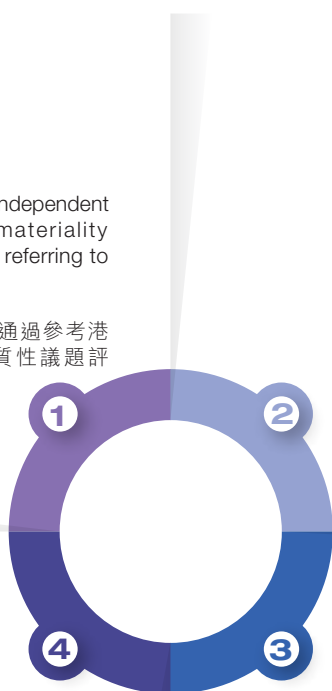 ndependent
materiality
referring to
通過參考港
質性議題評
1
2
4
3